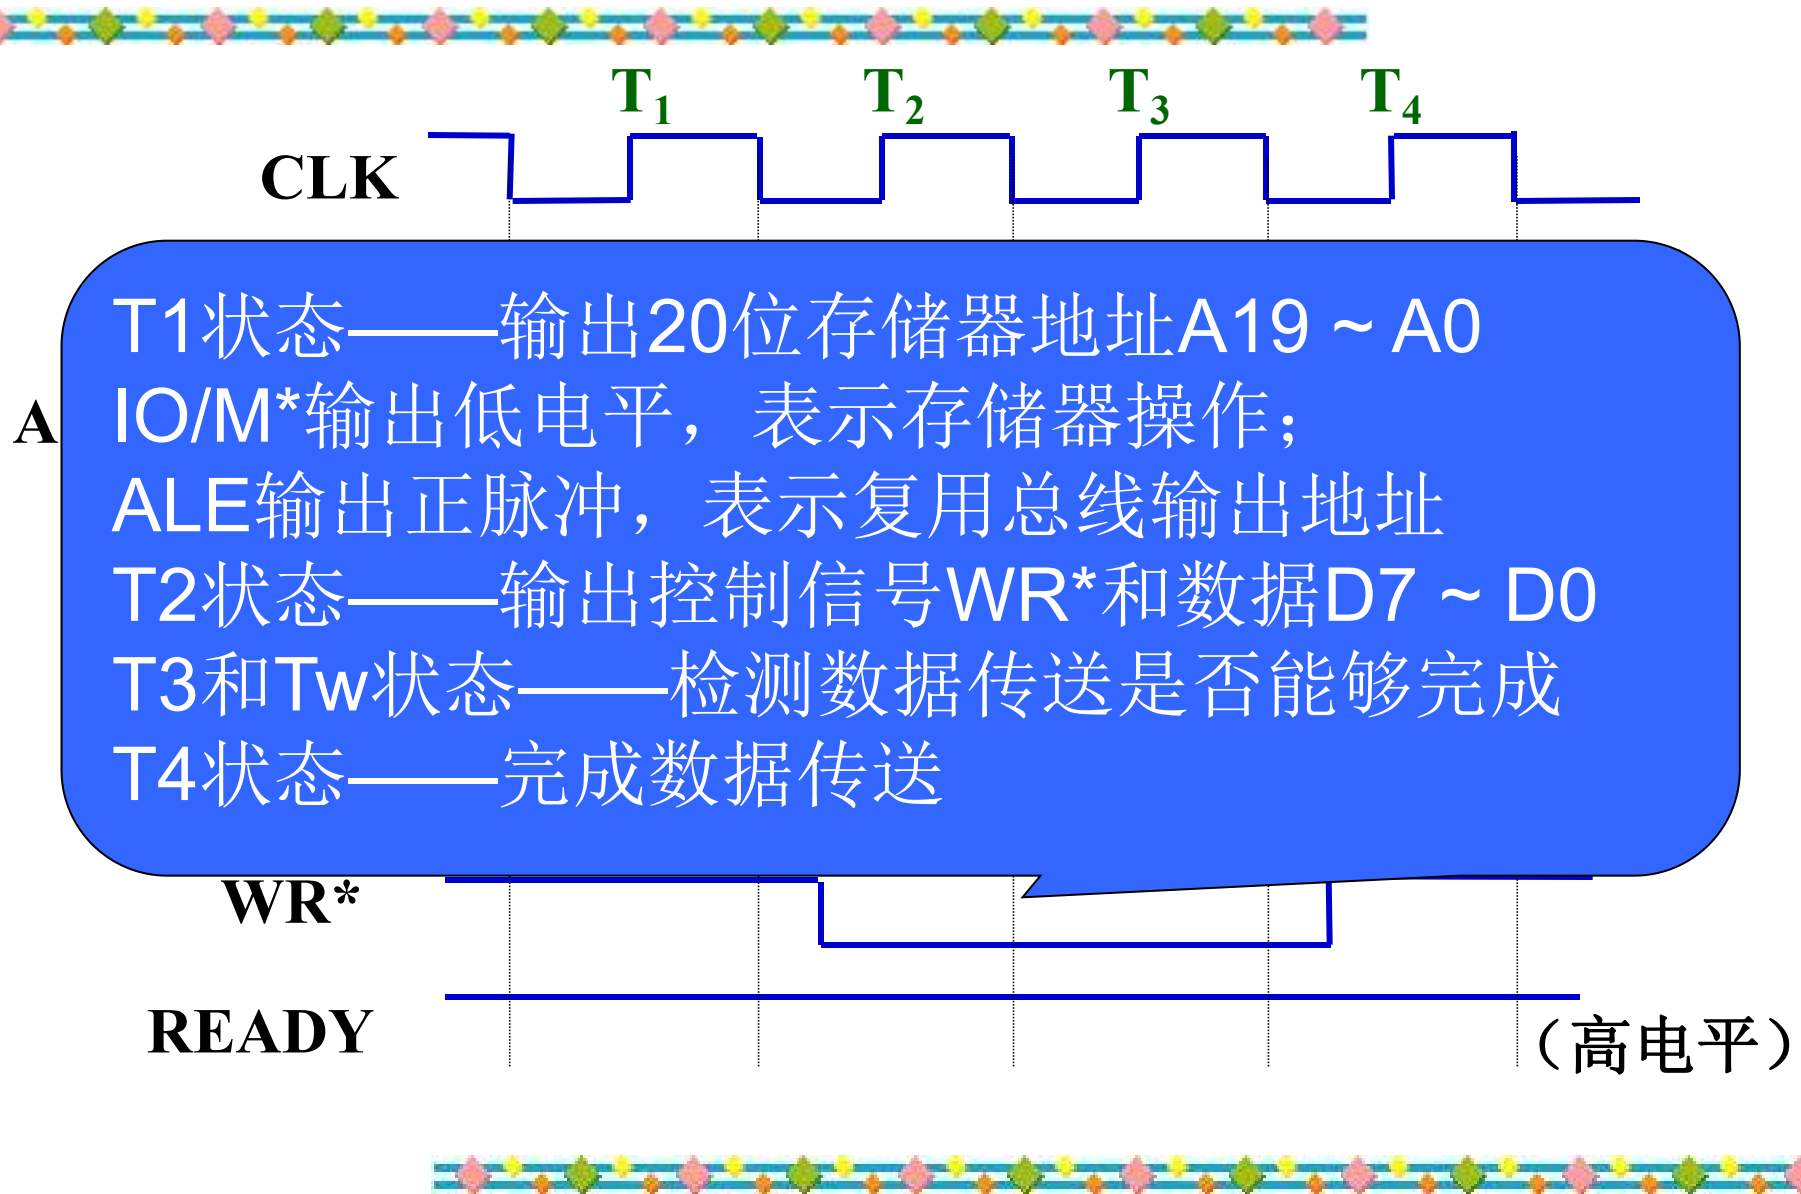 T1 T2 T3 T4
CLK
T1状态——输出20位存储器地址A19 ~ A0
IO/M*输出低电平，表示存储器操作；
A
ALE输出正脉冲，表示复用总线输出地址
T2状态——输出控制信号WR*和数据D7 ~ D0
T3和Tw状态——检测数据传送是否能够完成
T4状态——完成数据传送
WR*
READY
（高电平）